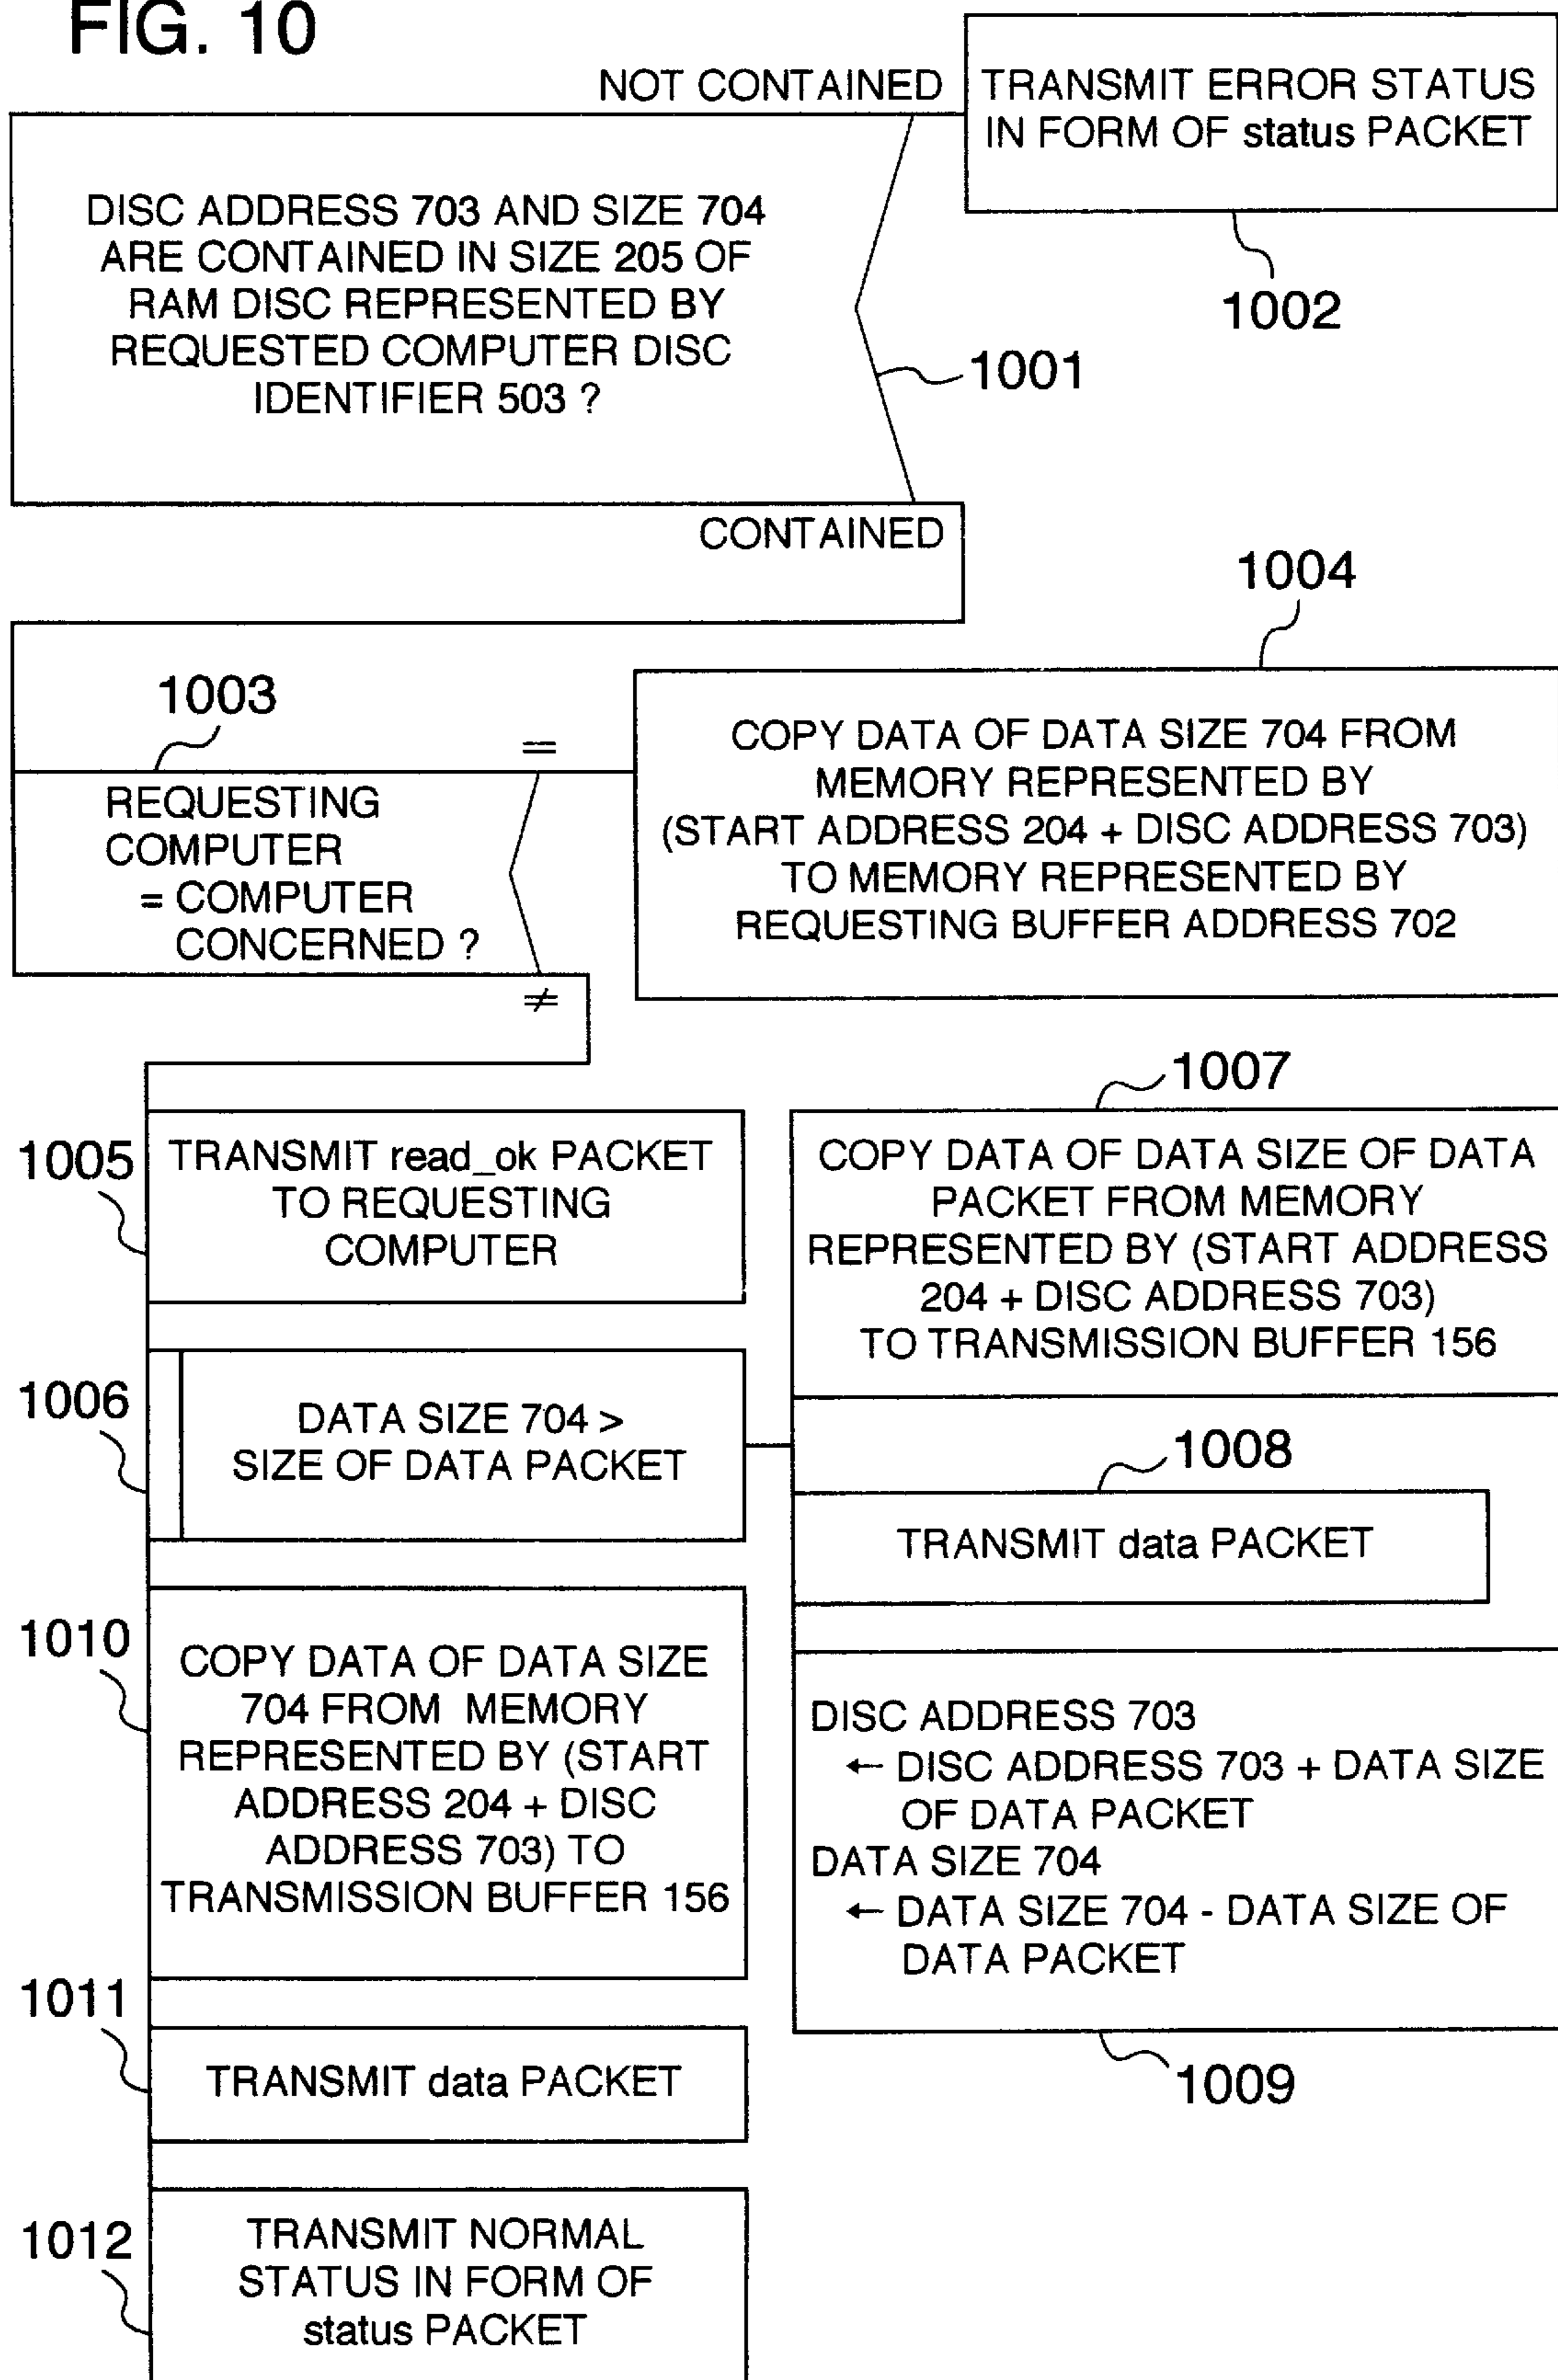 FIG. 10
NOT CONTAINED
TRANSMIT ERROR STATUS
IN FORM OF status PACKET
1002
DISC ADDRESS 703 AND SIZE 704
ARE CONTAINED IN SIZE 205 OF
RAM DISC REPRESENTED BY
REQUESTED COMPUTER DISC
IDENTIFIER 503 ?
1001
CONTAINED
1004
1003
=
REQUESTING
COMPUTER
= COMPUTER
CONCERNED ?
≠
COPY DATA OF DATA SIZE 704 FROM
MEMORY REPRESENTED BY
(START ADDRESS 204 + DISC ADDRESS 703)
TO MEMORY REPRESENTED BY
REQUESTING BUFFER ADDRESS 702
1005
TRANSMIT read_ok PACKET
TO REQUESTING
COMPUTER
1006
DATA SIZE 704 >
SIZE OF DATA PACKET
1007
COPY DATA OF DATA SIZE OF DATA
PACKET FROM MEMORY
REPRESENTED BY (START ADDRESS
204 + DISC ADDRESS 703)
TO TRANSMISSION BUFFER 156
1008
TRANSMIT data PACKET
DISC ADDRESS 703
← DISC ADDRESS 703 + DATA SIZE
OF DATA PACKET
DATA SIZE 704
← DATA SIZE 704 - DATA SIZE OF
DATA PACKET
1009
1010
COPY DATA OF DATA SIZE
704 FROM MEMORY
REPRESENTED BY (START
ADDRESS 204 + DISC
ADDRESS 703) TO
TRANSMISSION BUFFER 156
1011
TRANSMIT data PACKET
1012
TRANSMIT NORMAL
STATUS IN FORM OF
status PACKET